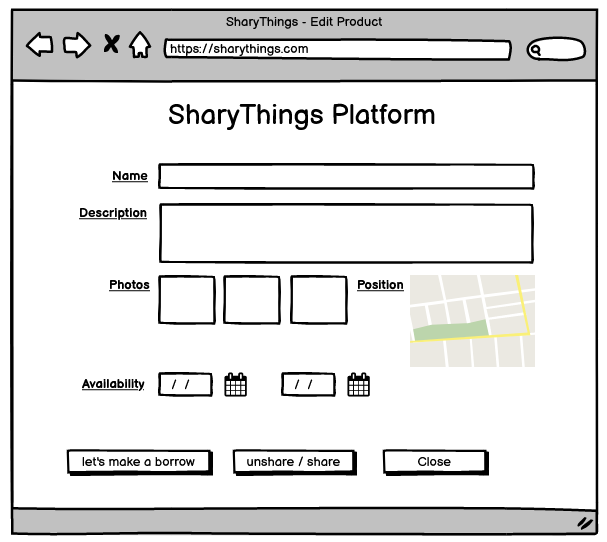 SharyThings - Edit Product
https://sharythings.com
SharyThings Platform
Name
Description
Photos
Position
Availability
/ /
/ /
let's make a borrow
unshare / share
Close